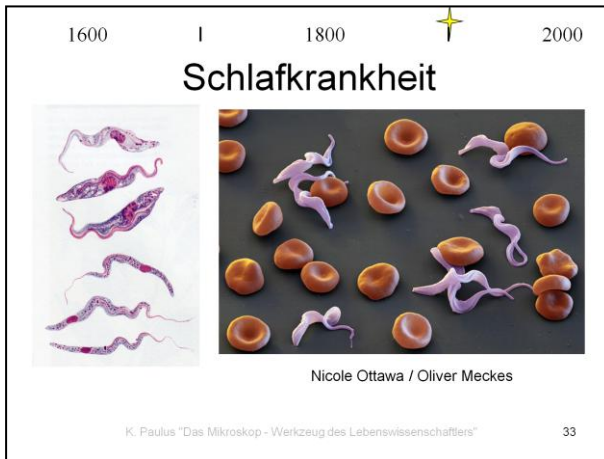 1600 1800 2000
Schlafkrankheit
Nicole Ottawa / Oliver Meckes
K. Paulus "Das Mikroskop - Werkzeug des Lebenswissenschaftlers" 33